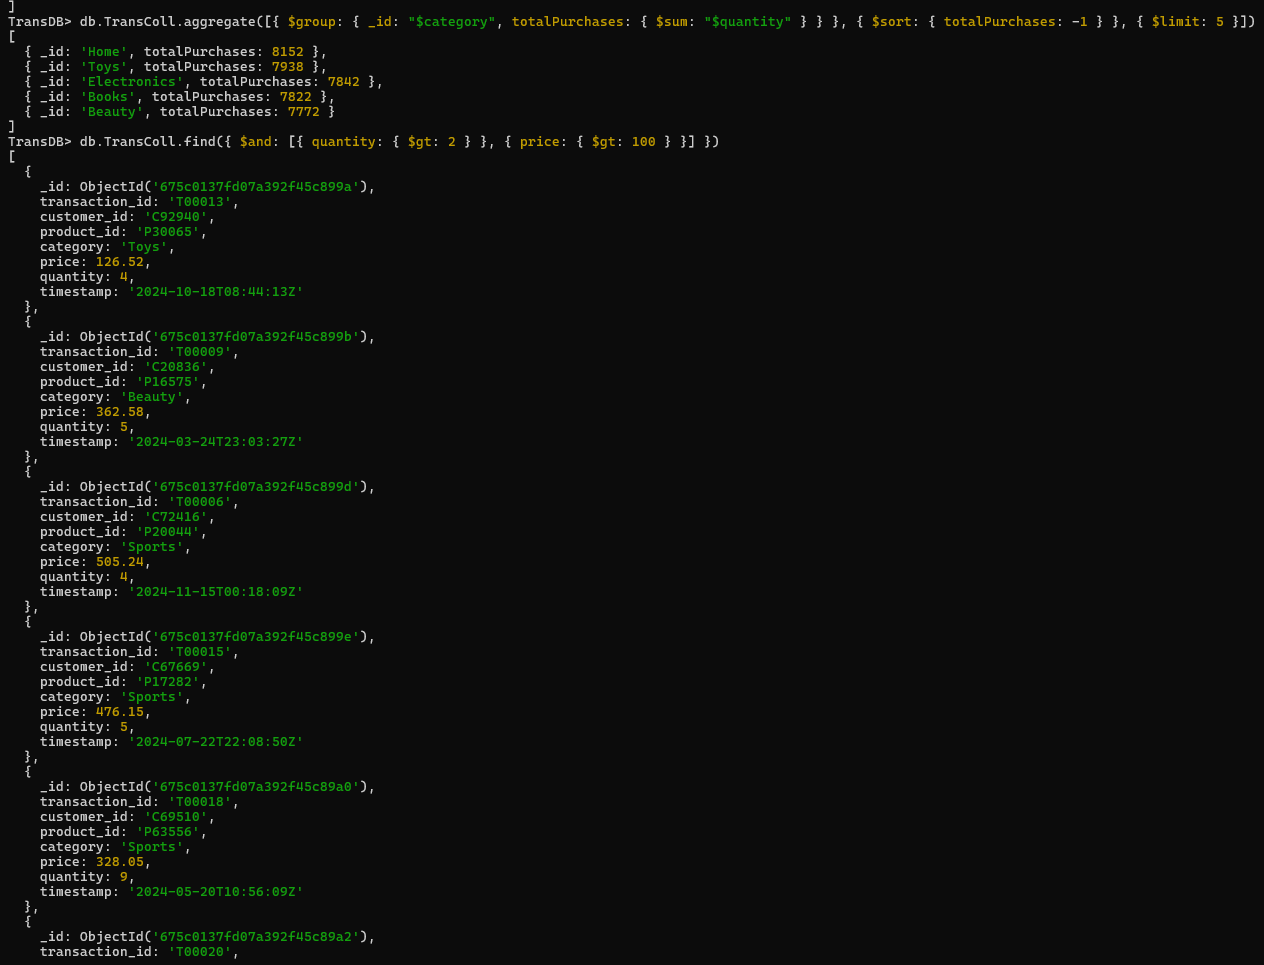 ]
TransDB> db.TransColl.aggregate([{ $group: { _id: "$category", totalPurchases: { $sum: "$quantity" } } }, { $sort: { totalPurchases: -1 } }, { $limit: 5 }])
[
  { _id: 'Home', totalPurchases: 8152 },
  { _id: 'Toys', totalPurchases: 7938 },
  { _id: 'Electronics', totalPurchases: 7842 },
  { _id: 'Books', totalPurchases: 7822 },
  { _id: 'Beauty', totalPurchases: 7772 }
]
TransDB> db.TransColl.find({ $and: [{ quantity: { $gt: 2 } }, { price: { $gt: 100 } }] })
[
  {
    _id: ObjectId('675c0137fd07a392f45c899a'),
    transaction_id: 'T00013',
    customer_id: 'C92940',
    product_id: 'P30065',
    category: 'Toys',
    price: 126.52,
    quantity: 4,
    timestamp: '2024-10-18T08:44:13Z'
  },
  {
    _id: ObjectId('675c0137fd07a392f45c899b'),
    transaction_id: 'T00009',
    customer_id: 'C20836',
    product_id: 'P16575',
    category: 'Beauty',
    price: 362.58,
    quantity: 5,
    timestamp: '2024-03-24T23:03:27Z'
  },
  {
    _id: ObjectId('675c0137fd07a392f45c899d'),
    transaction_id: 'T00006',
    customer_id: 'C72416',
    product_id: 'P20044',
    category: 'Sports',
    price: 505.24,
    quantity: 4,
    timestamp: '2024-11-15T00:18:09Z'
  },
  {
    _id: ObjectId('675c0137fd07a392f45c899e'),
    transaction_id: 'T00015',
    customer_id: 'C67669',
    product_id: 'P17282',
    category: 'Sports',
    price: 476.15,
    quantity: 5,
    timestamp: '2024-07-22T22:08:50Z'
  },
  {
    _id: ObjectId('675c0137fd07a392f45c89a0'),
    transaction_id: 'T00018',
    customer_id: 'C69510',
    product_id: 'P63556',
    category: 'Sports',
    price: 328.05,
    quantity: 9,
    timestamp: '2024-05-20T10:56:09Z'
  },
  {
    _id: ObjectId('675c0137fd07a392f45c89a2'),
    transaction_id: 'T00020',